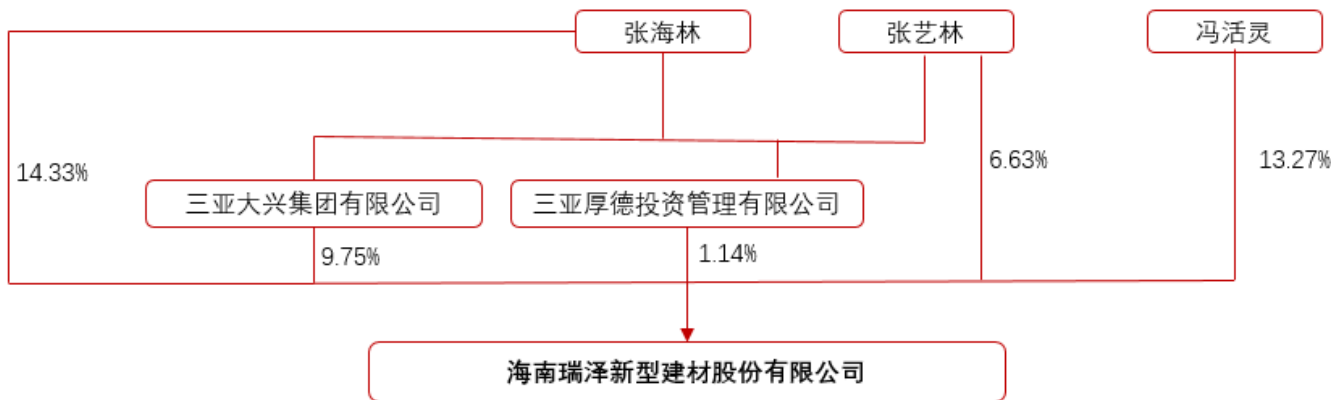 张海林
张艺林
冯活灵
14.33%
6.63%
13.27%
三亚大兴集团有限公司
三亚厚德投资管理有限公司
9.75%
1.14%
海南瑞泽新型建材股份有限公司